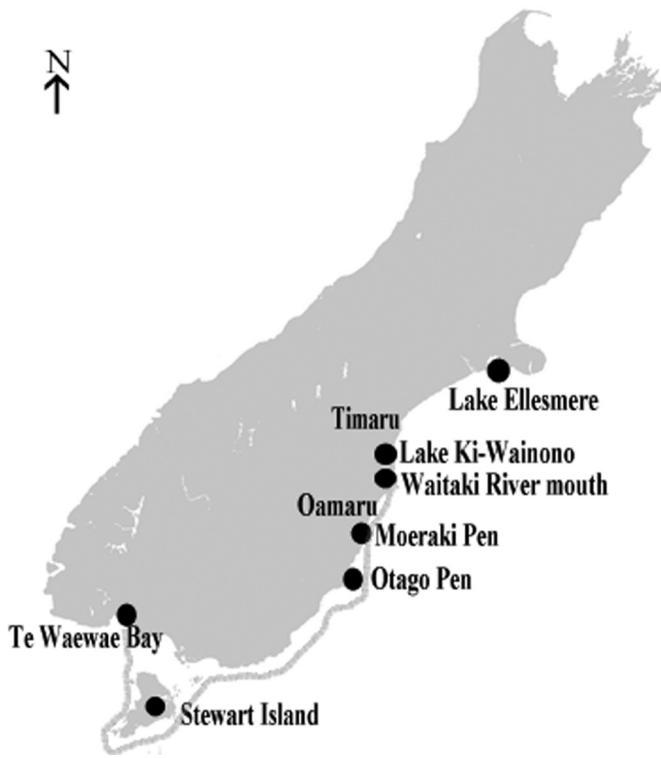 N
Lake Ellesmere
Timaru
Lake Ki-Wainono
Waitaki River mouth
Oamaru
Moeraki Pen
Otago Pen
Te Waewae Bay
Stewart Island